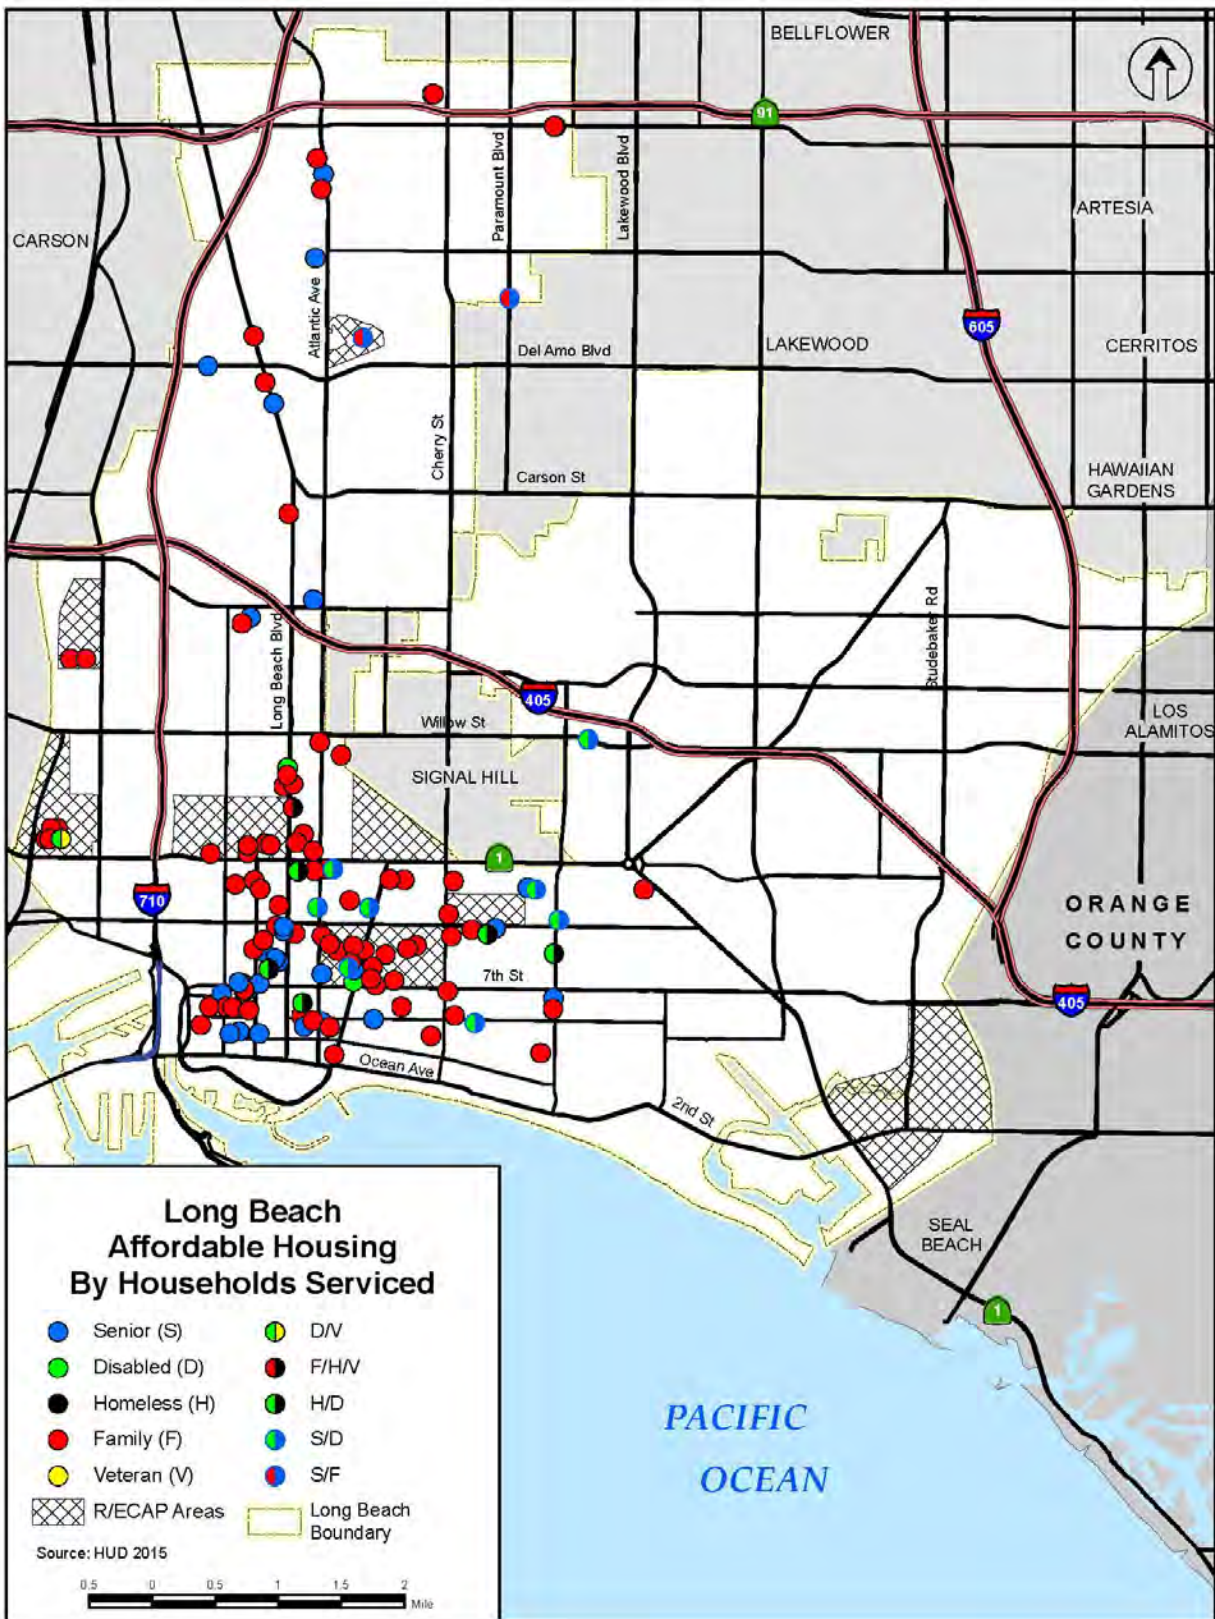 BELLFLOWER
91
Paramount Blvd
Lakewood Blvd
ARTESIA
CARSON
Atlantic Ave
605
Del Amo Blvd
LAKEWOOD
CERRITOS
Cherry St
Carson St
HAWAIIAN
GARDENS
Long Beach Blvd
Studebaker Rd
405
Willow St
LOS
ALAMITOS
SIGNAL HILL
1
710
ORANGE
COUNTY
7th St
405
Ocean Ave
2nd St
SEAL
BEACH
1
PACIFIC
OCEAN
Long Beach
Affordable Housing
By Households Serviced
Senior (S)
D/V
Disabled (D)
F/H/V
Homeless (H)
H/D
Family (F)
S/D
Veteran (V)
S/F
R/ECAP Areas
Long Beach
Boundary
Source: HUD 2015
0.5 0 0.5 1 1.5 2
Mile